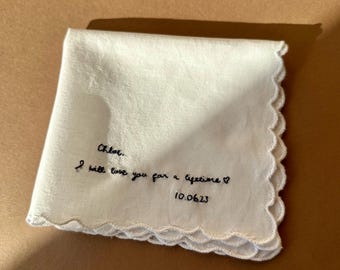 Chloe,
I will love you for a lifetime ♡
10.06.23